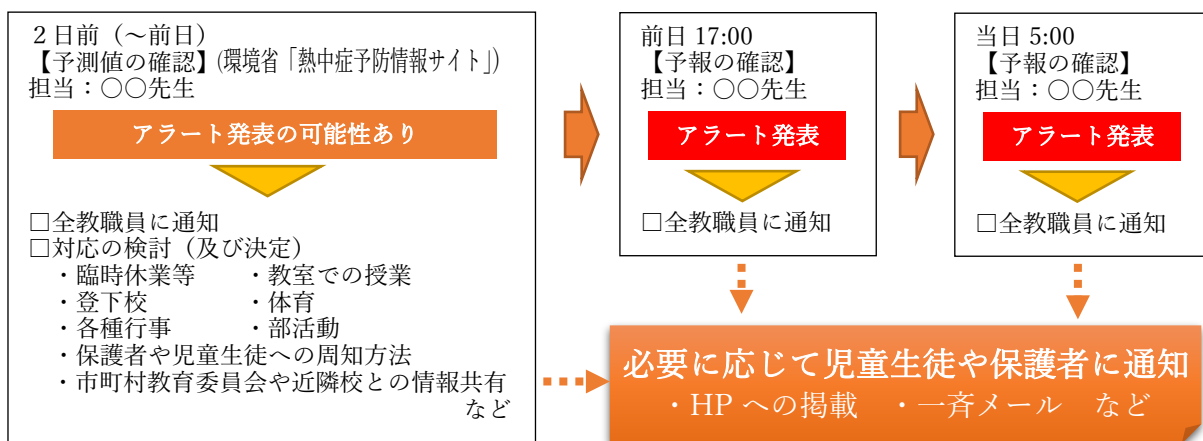 ２日前（～前日）
【予測値の確認】(環境省「熱中症予防情報サイト」)
担当：○○先生
アラート発表の可能性あり
□全教職員に通知
□対応の検討（及び決定）
・臨時休業等　　・教室での授業
・登下校　　　　・体育
・各種行事　　　・部活動
・保護者や児童生徒への周知方法
・市町村教育委員会や近隣校との情報共有
など
前日 17:00
【予報の確認】
担当：○○先生
アラート発表
□全教職員に通知
当日 5:00
【予報の確認】
担当：○○先生
アラート発表
□全教職員に通知
必要に応じて児童生徒や保護者に通知
・HP への掲載　・一斉メール　など